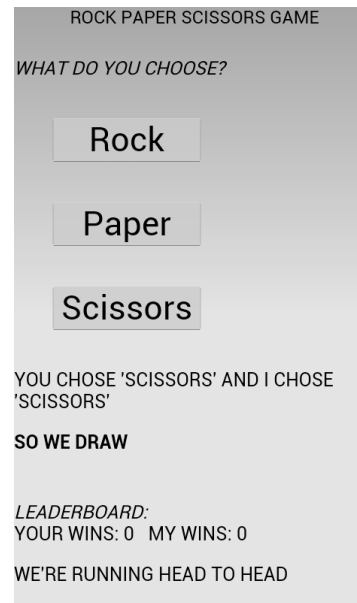 ROCK PAPER SCISSORS GAME
WHAT DO YOU CHOOSE?
Rock
Paper
Scissors
YOU CHOSE 'SCISSORS' AND I CHOSE
'SCISSORS'
SO WE DRAW
LEADERBOARD:
YOUR WINS: 0   MY WINS: 0
WE'RE RUNNING HEAD TO HEAD